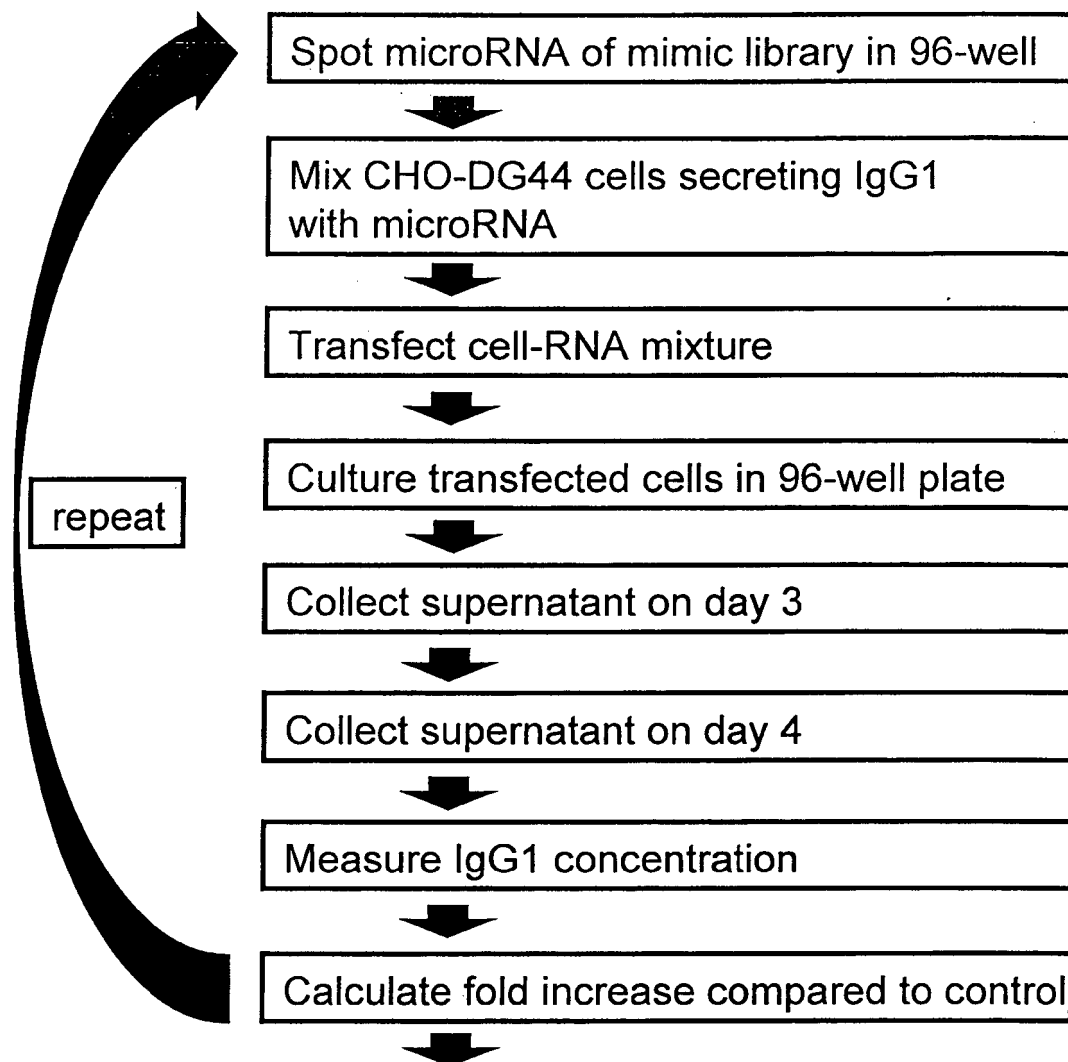 Spot microRNA of mimic library in 96-well
Mix CHO-DG44 cells secreting IgG1
with microRNA
Transfect cell-RNA mixture
Culture transfected cells in 96-well plate
repeat
Collect supernatant on day 3
Collect supernatant on day 4
Measure IgG1 concentration
Calculate fold increase compared to control